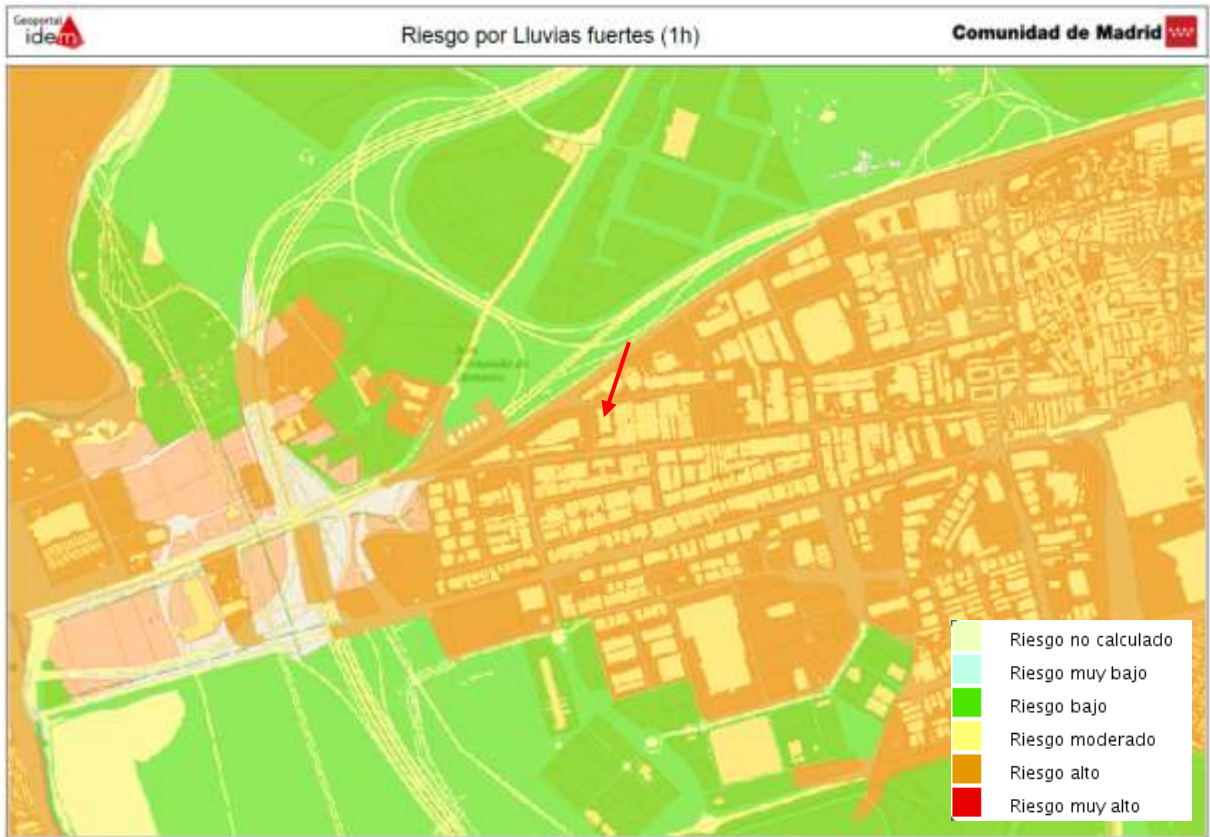 Geoportal
idem
Riesgo por Lluvias fuertes (1h)
Comunidad de Madrid
Riesgo no calculado
Riesgo muy bajo
Riesgo bajo
Riesgo moderado
Riesgo alto
Riesgo muy alto